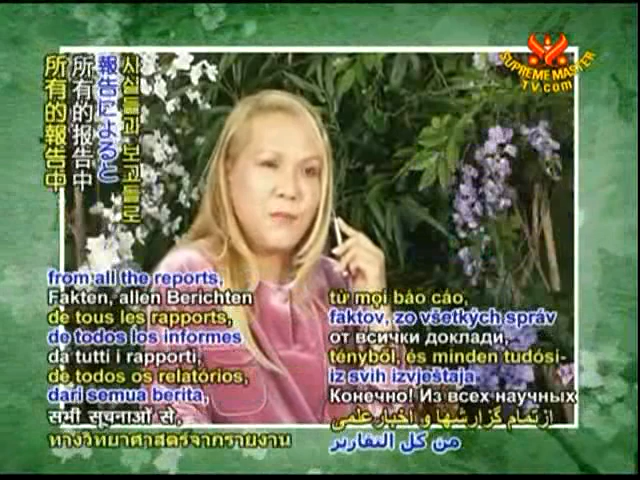 SUPREME MASTER
TV.com
사실들과 보고들로
報告によると
所有的报告中
所有的報告中
from all the reports,
Fakten, allen Berichten
de tous les rapports,
de todos los informes
da tutti i rapporti,
de todos os relatórios,
dari semua berita,
सभी सूचनाओं से,
ทางวิทยาศาสตร์จากรายงาน
từ mọi báo cáo,
faktov, zo všetkých správ
от всички доклади,
tényből, és minden tudósí-
iz svih izvještaja.
Конечно! Из всех научных
از تمام گزارشها و اخبار علمی
من كل التقارير